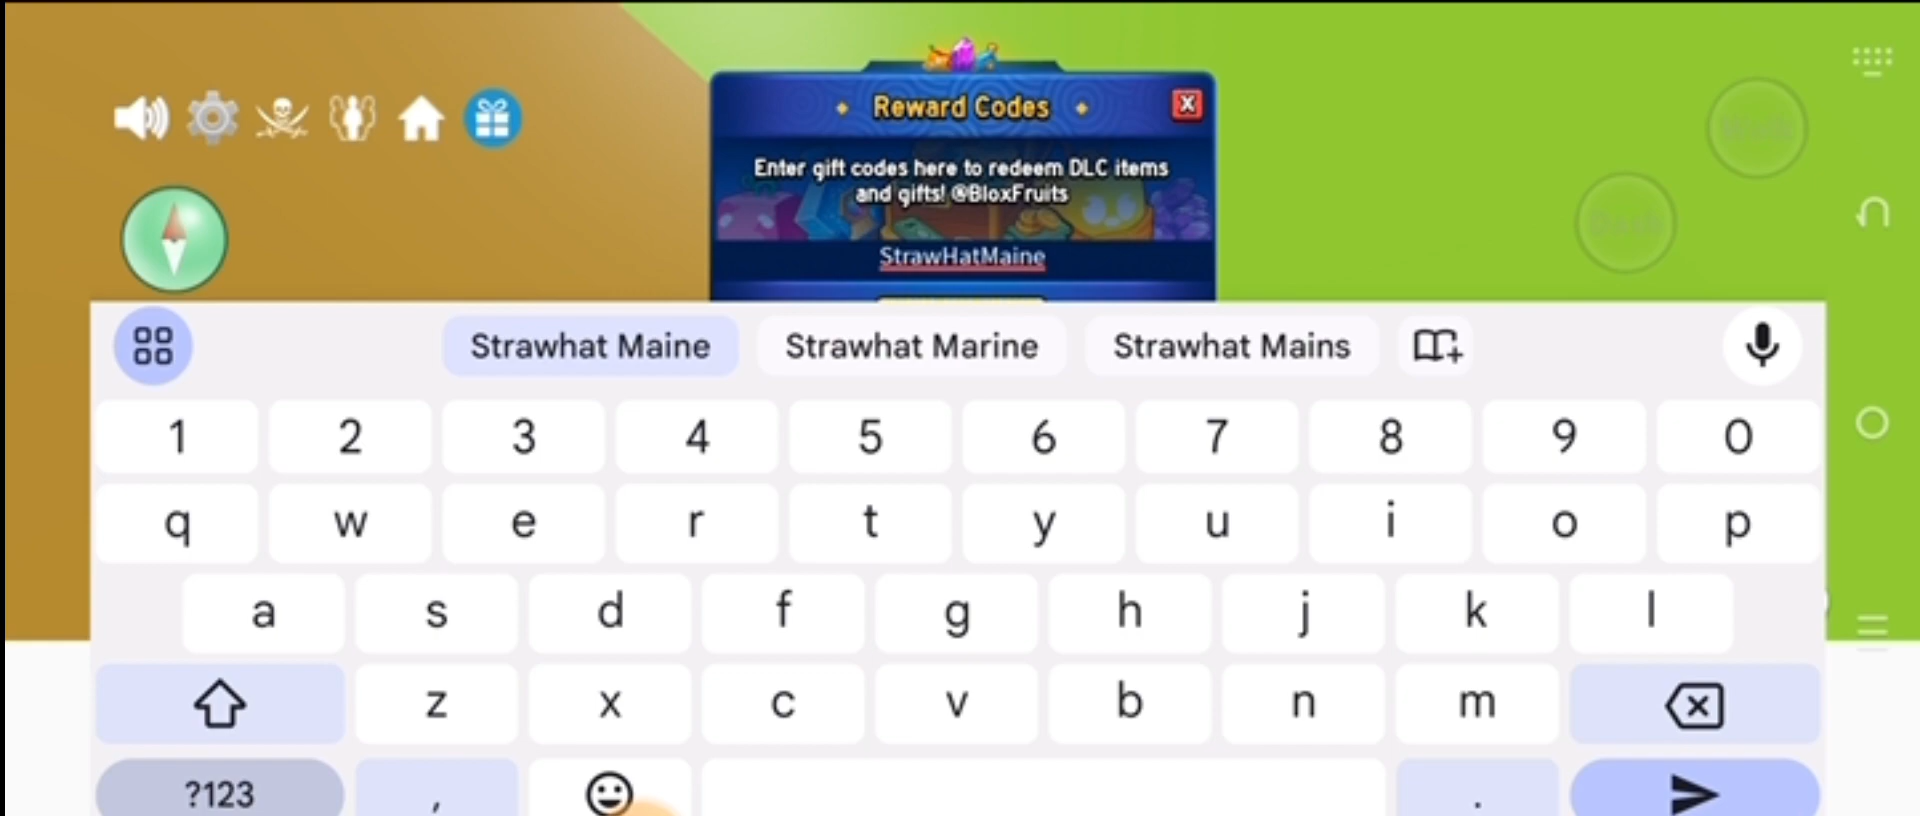 Reward Codes
X
Enter gift codes here to redeem DLC items
and gifts! @BloxFruits
StrawHatMaine
Strawhat Maine Strawhat Marine Strawhat Mains
1 2 3 4 5 6 7 8 9 0
q w e r t y u i o p
a s d f g h j k l
z x c v b n m
?123 , .